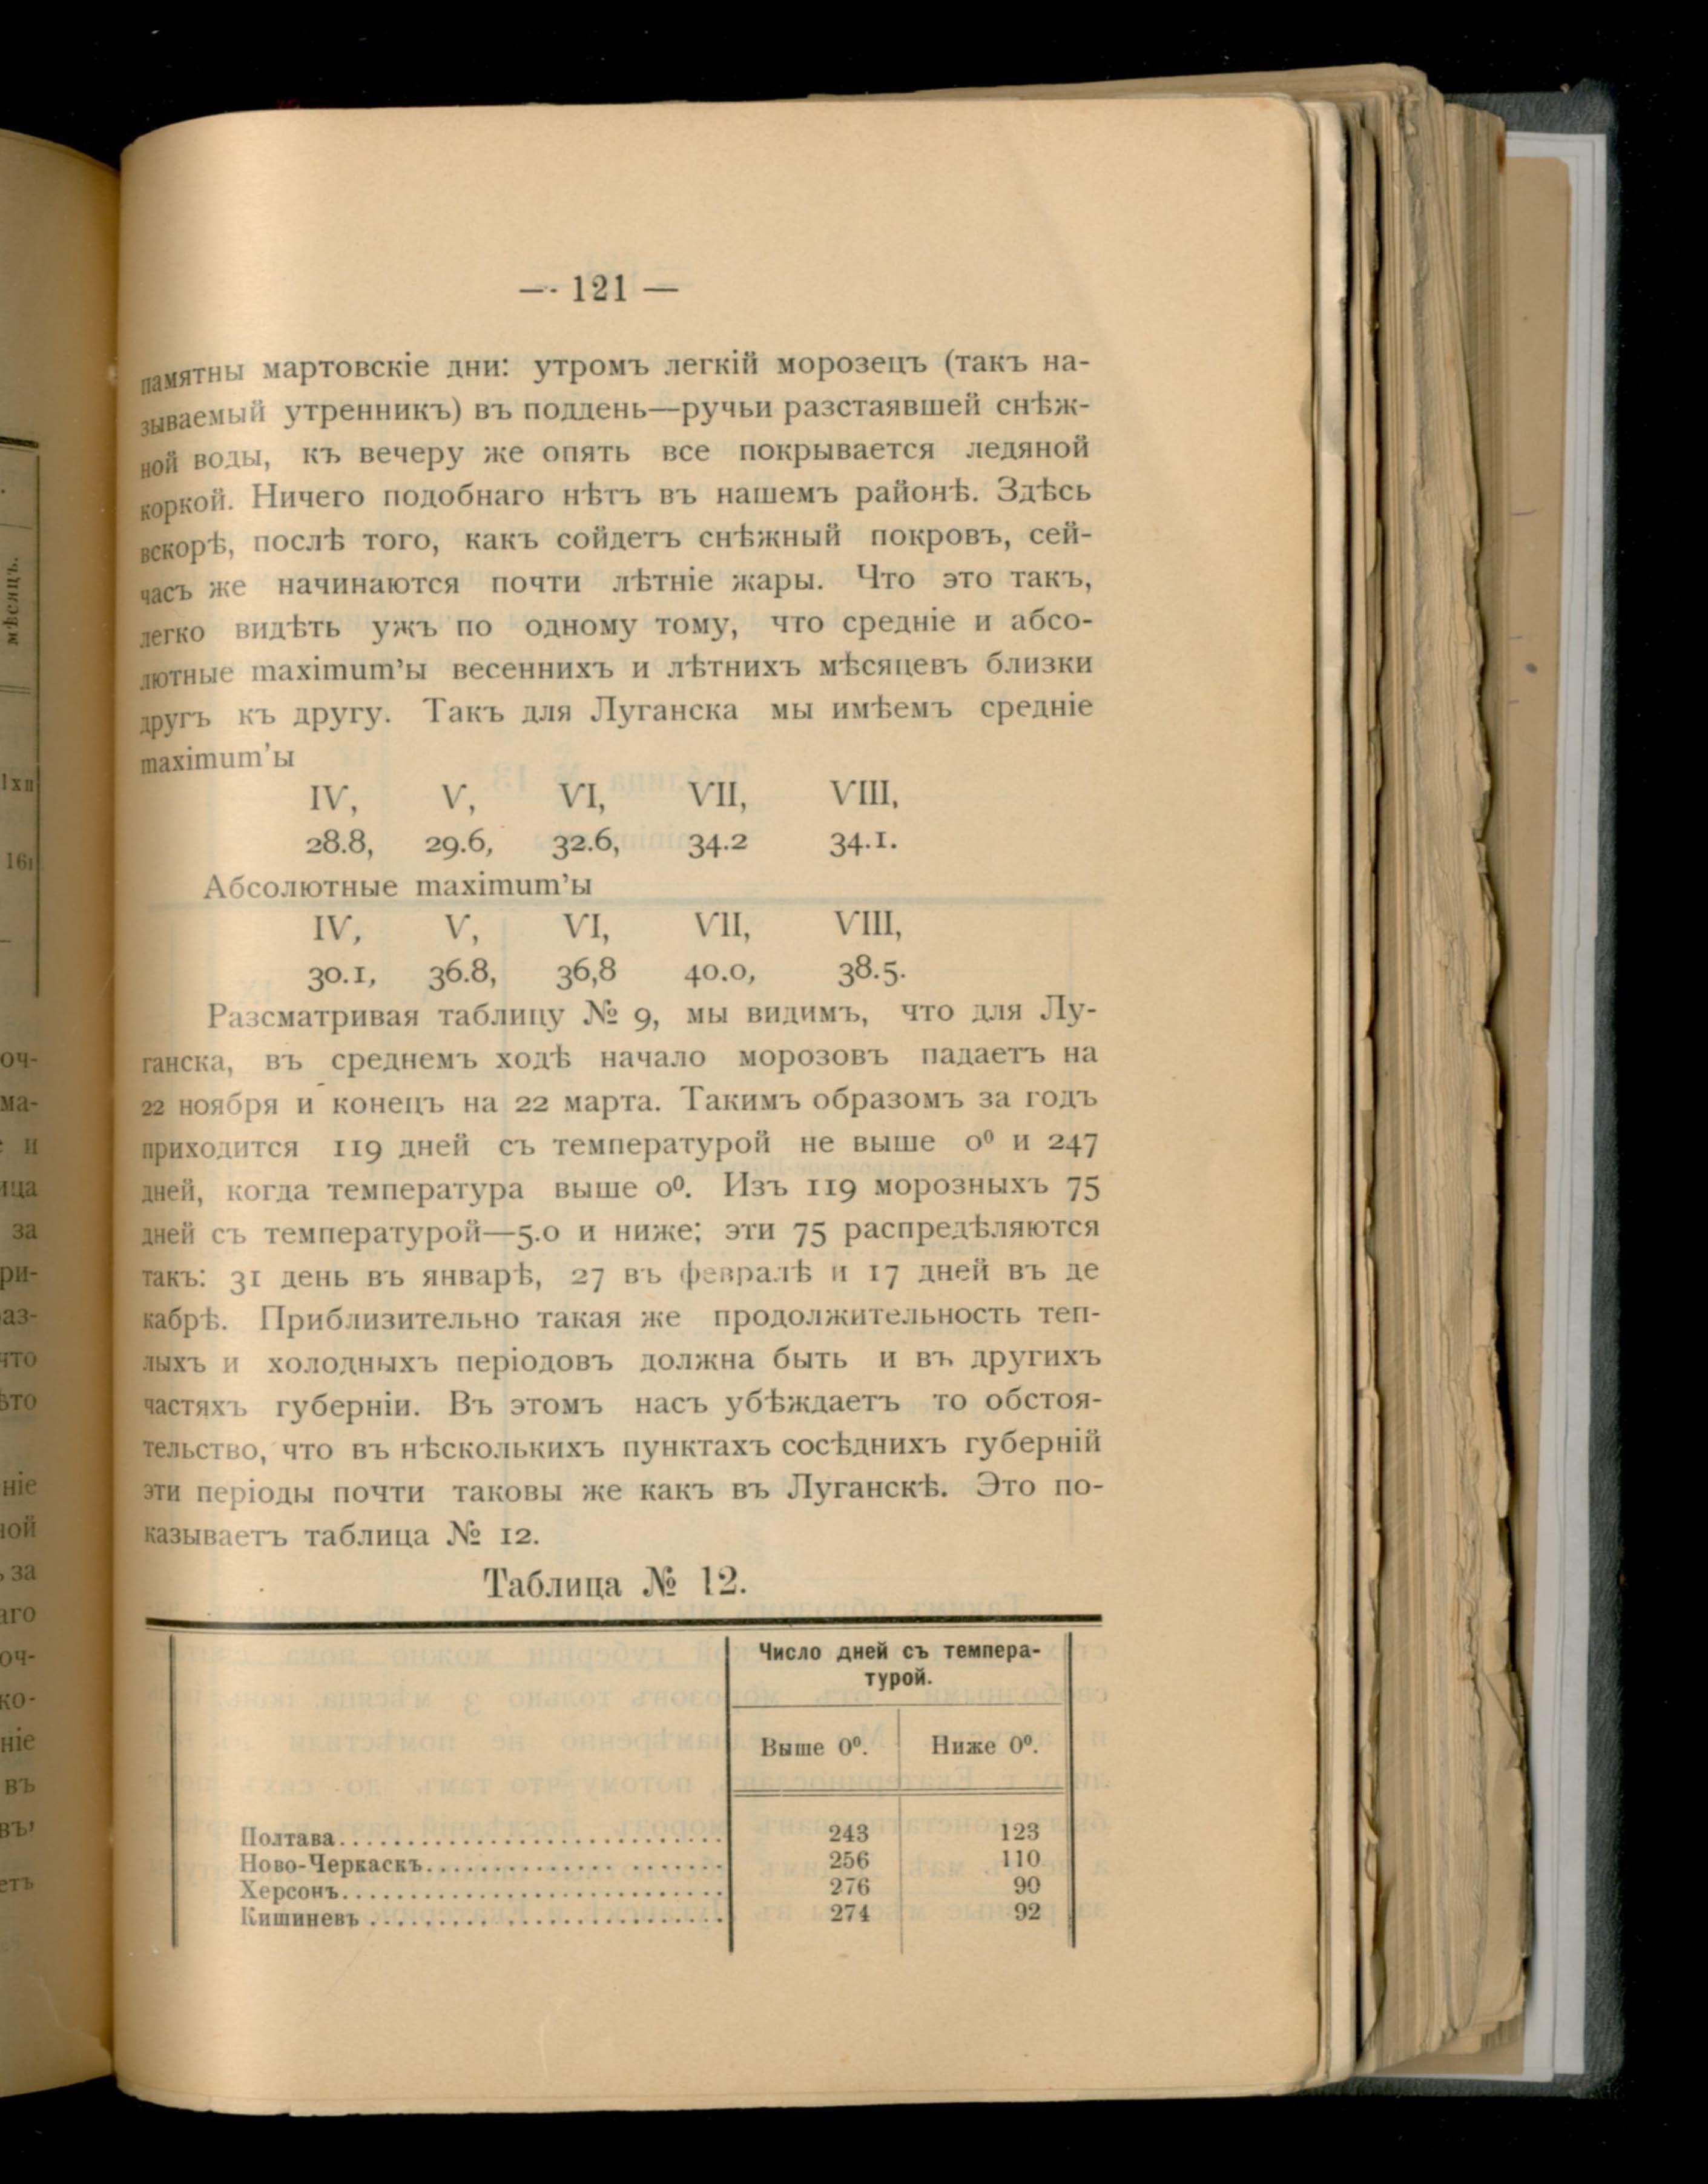 — 121 —
памятны мартовскіе дни: утромъ легкій морозецъ (такъ на-
зываемый утренникъ) въ поддень—ручьи разстаявшей снѣж-
ной воды, къ вечеру же опять все покрывается ледяной
коркой. Ничего подобнаго нѣтъ въ нашемъ районѣ. Здѣсь
вскорѣ, послѣ того, какъ сойдетъ снѣжный покровъ, сей-
часъ же начинаются почти лѣтніе жары. Что это такъ,
легко видѣть ужъ по одному тому, что средніе и абсо-
лютные maximum’ы весеннихъ и лѣтнихъ мѣсяцевъ близки
другъ къ другу. Такъ для Луганска мы имѣемъ средніе
maximum’ы
IV, V, VI, VII, VIII,
28.8, 29.6, 32.6, 34.2 34.1.
Абсолютные maximum’ы
IV, V, VI, VII, VIII,
30.1, 36.8, 36,8 40.0, 38.5.
Разсматривая таблицу № 9, мы видимъ, что для Лу-
ганска, въ среднемъ ходѣ начало морозовъ падаетъ на
22 ноября и конецъ на 22 марта. Такимъ образомъ за годъ
приходится 119 дней съ температурой не выше 0⁰ и 247
дней, когда температура выше 0⁰. Изъ 119 морозныхъ 75
дней съ температурой—5.0 и ниже; эти 75 распредѣляются
такъ: 31 день въ январѣ, 27 въ февралѣ и 17 дней въ де
кабрѣ. Приблизительно такая же продолжительность теп-
лыхъ и холодныхъ періодовъ должна быть и въ другихъ
частяхъ губерніи. Въ этомъ насъ убѣждаетъ то обстоя-
тельство, что въ нѣсколькихъ пунктахъ сосѣднихъ губерній
эти періоды почти таковы же какъ въ Луганскѣ. Это по-
казываетъ таблица № 12.
Таблица № 12.
Число дней съ темпера-
турой.
Выше 0⁰. Ниже 0⁰.
Полтава............................ 243 123
Ново-Черкаскъ...................... 256 110
Херсонъ............................ 276 90
Кишиневъ........................... 274 92